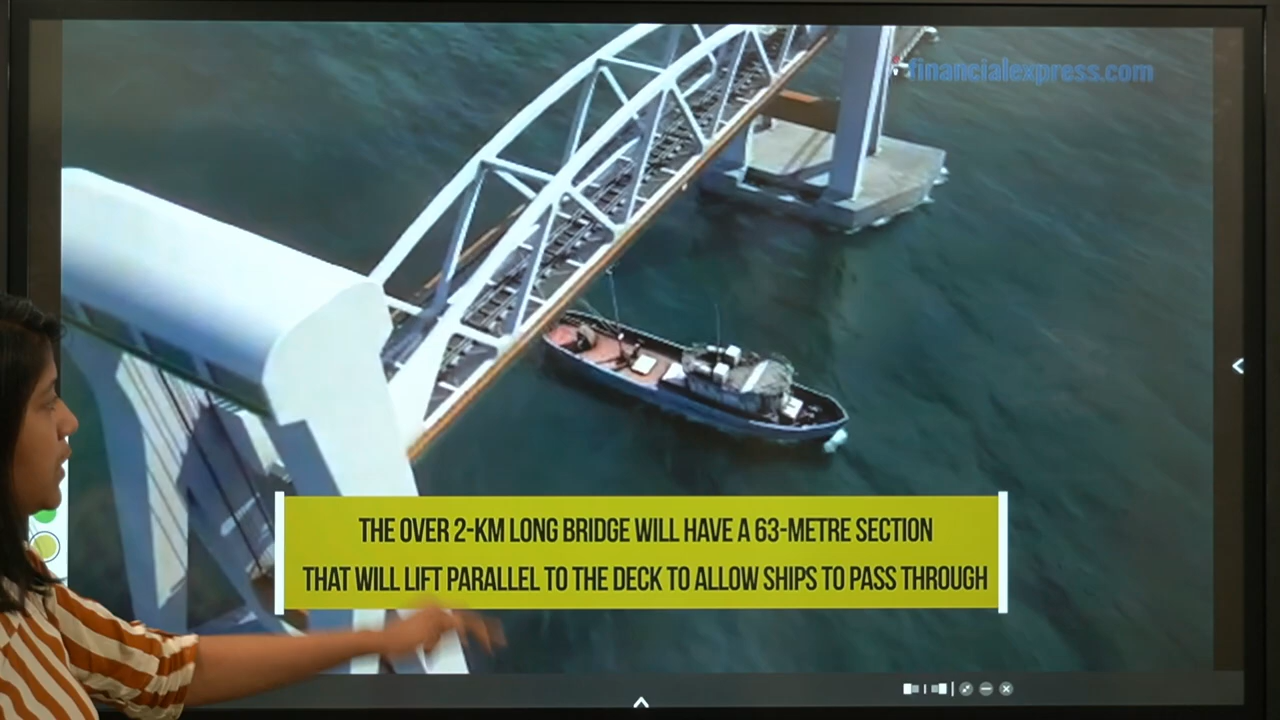 financialexpress.com
THE OVER 2-KM LONG BRIDGE WILL HAVE A 63-METRE SECTION
THAT WILL LIFT PARALLEL TO THE DECK TO ALLOW SHIPS TO PASS THROUGH